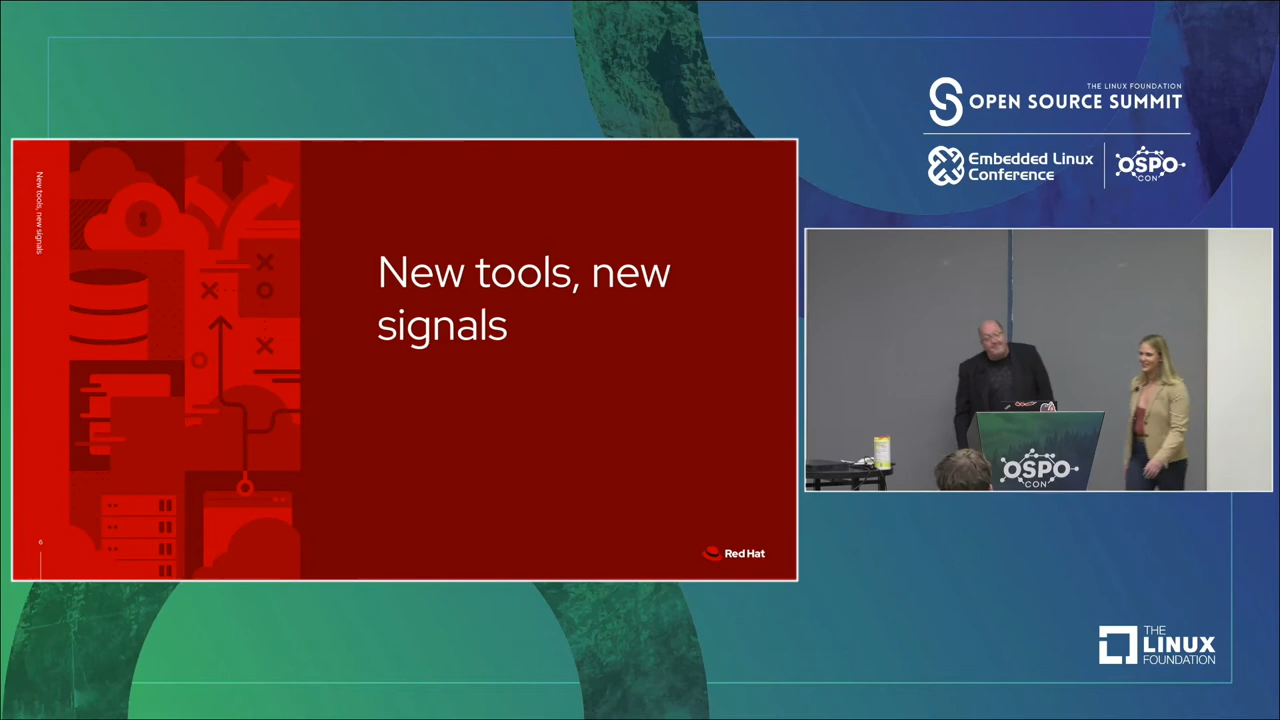 THE LINUX FOUNDATION
OPEN SOURCE SUMMIT
Embedded Linux
Conference
OSPO
CON
New tools, new signals
New tools, new
signals
6
Red Hat
OSPO
CON
THE
LINUX
FOUNDATION